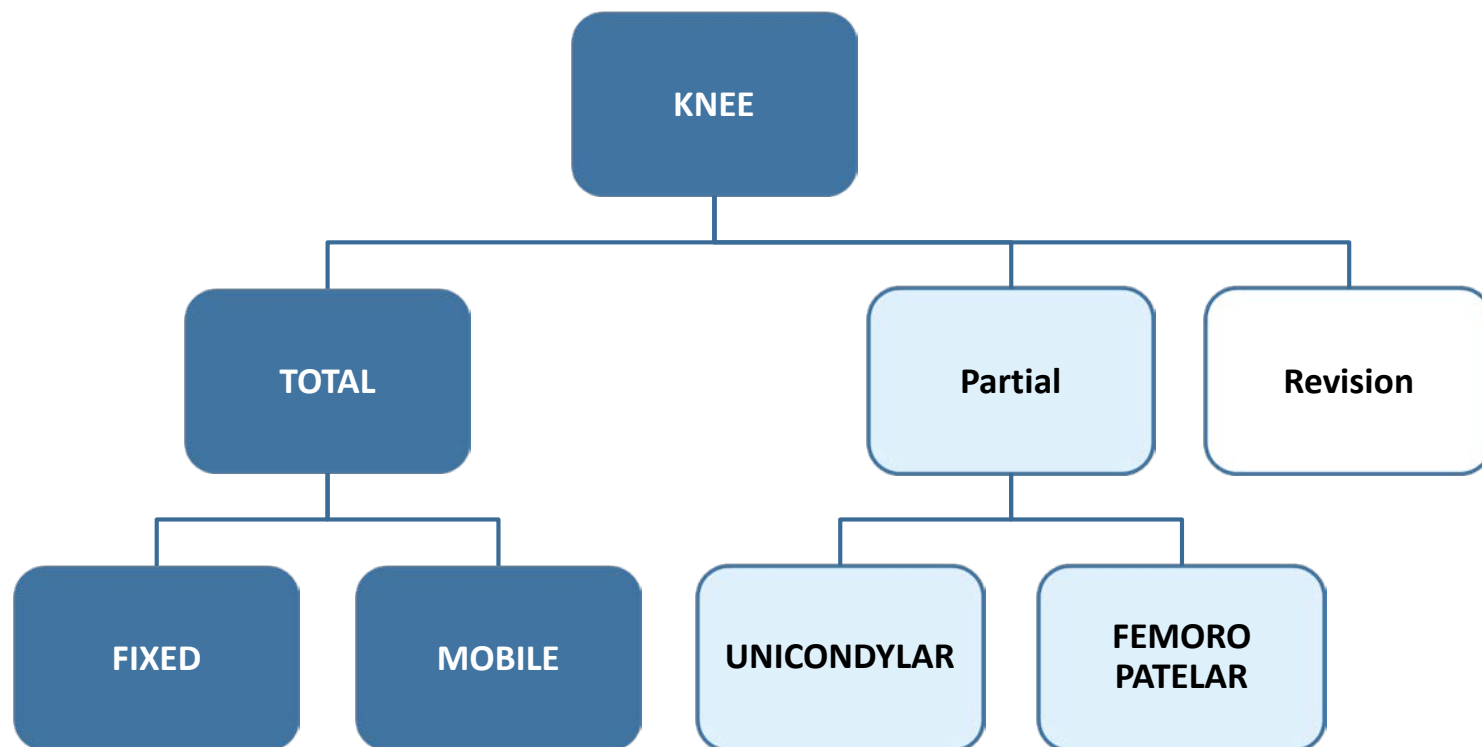 KNEE
TOTAL
Partial
Revision
FIXED
MOBILE
UNICONDYLAR
FEMORO
PATELAR